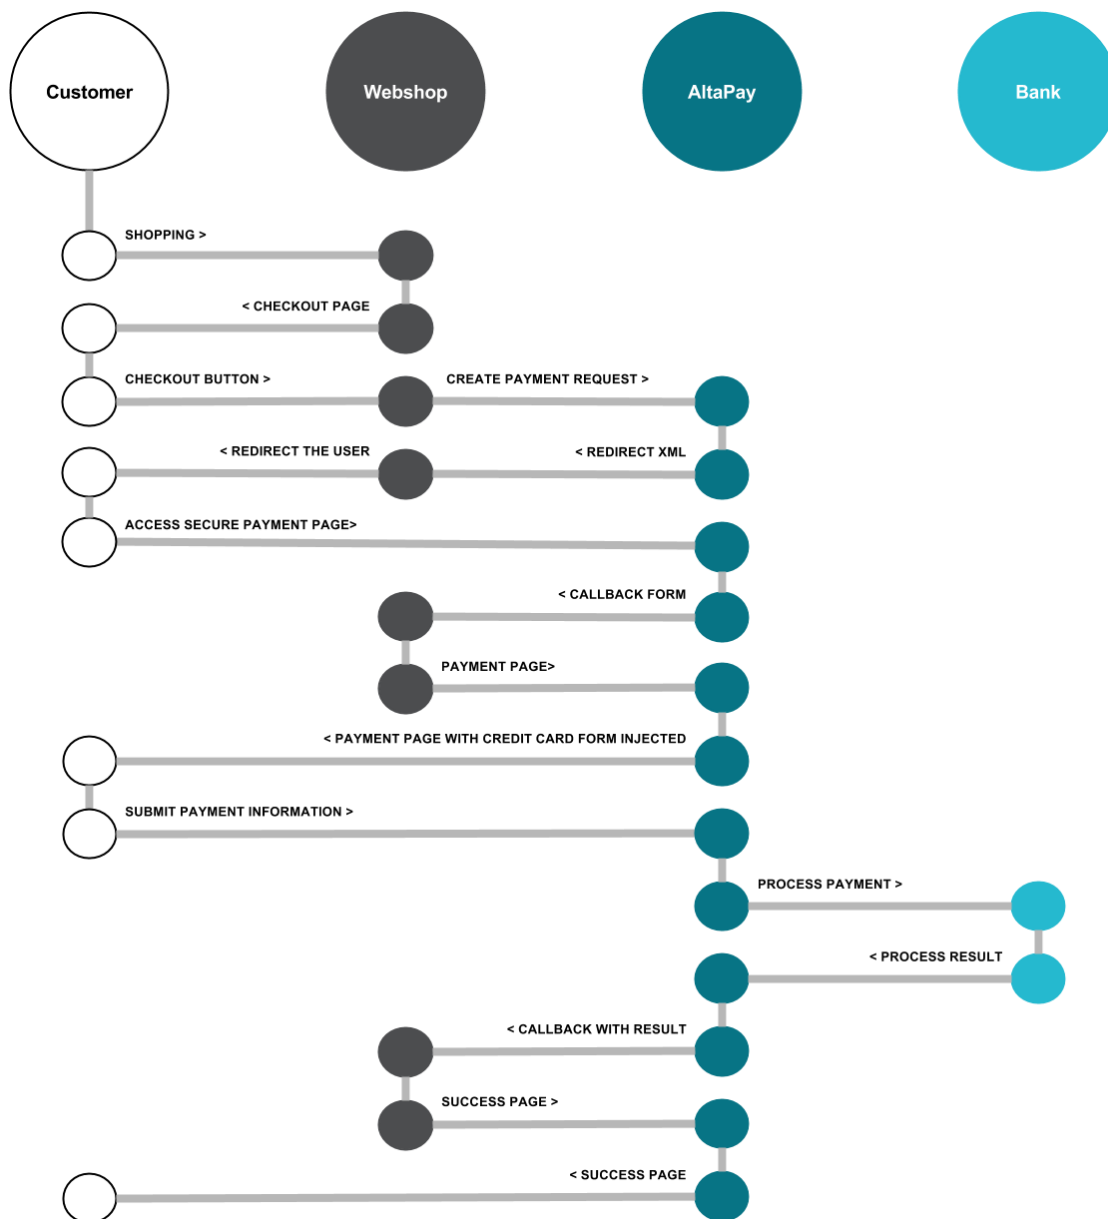 Customer
Webshop
AltaPay
Bank
SHOPPING >
< CHECKOUT PAGE
CHECKOUT BUTTON >
CREATE PAYMENT REQUEST >
< REDIRECT THE USER
< REDIRECT XML
ACCESS SECURE PAYMENT PAGE>
< CALLBACK FORM
PAYMENT PAGE>
< PAYMENT PAGE WITH CREDIT CARD FORM INJECTED
SUBMIT PAYMENT INFORMATION >
PROCESS PAYMENT >
< PROCESS RESULT
< CALLBACK WITH RESULT
SUCCESS PAGE >
< SUCCESS PAGE